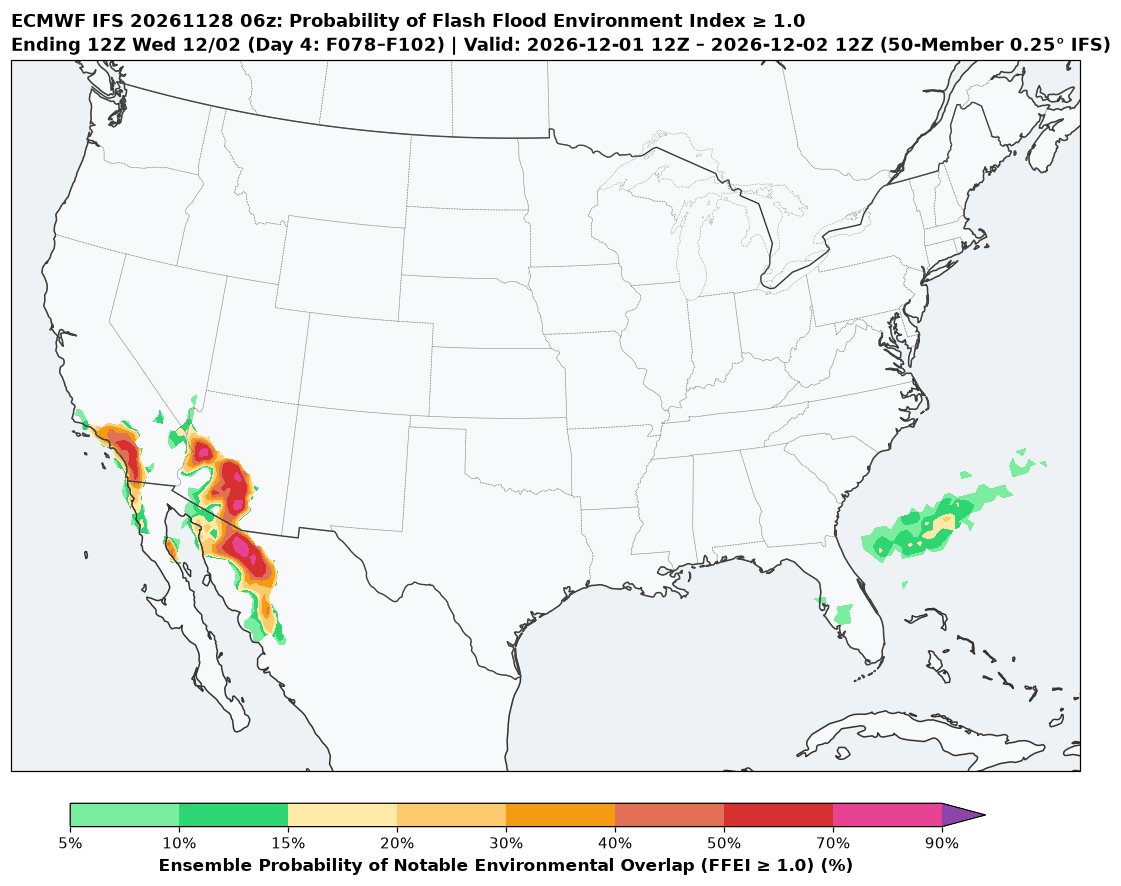 ECMWF IFS 20261128 06z: Probability of Flash Flood Environment Index ≥ 1.0
Ending 12Z Wed 12/02 (Day 4: F078–F102) | Valid: 2026-12-01 12Z – 2026-12-02 12Z (50-Member 0.25° IFS)
5% 10% 15% 20% 30% 40% 50% 70% 90%
Ensemble Probability of Notable Environmental Overlap (FFEI ≥ 1.0) (%)